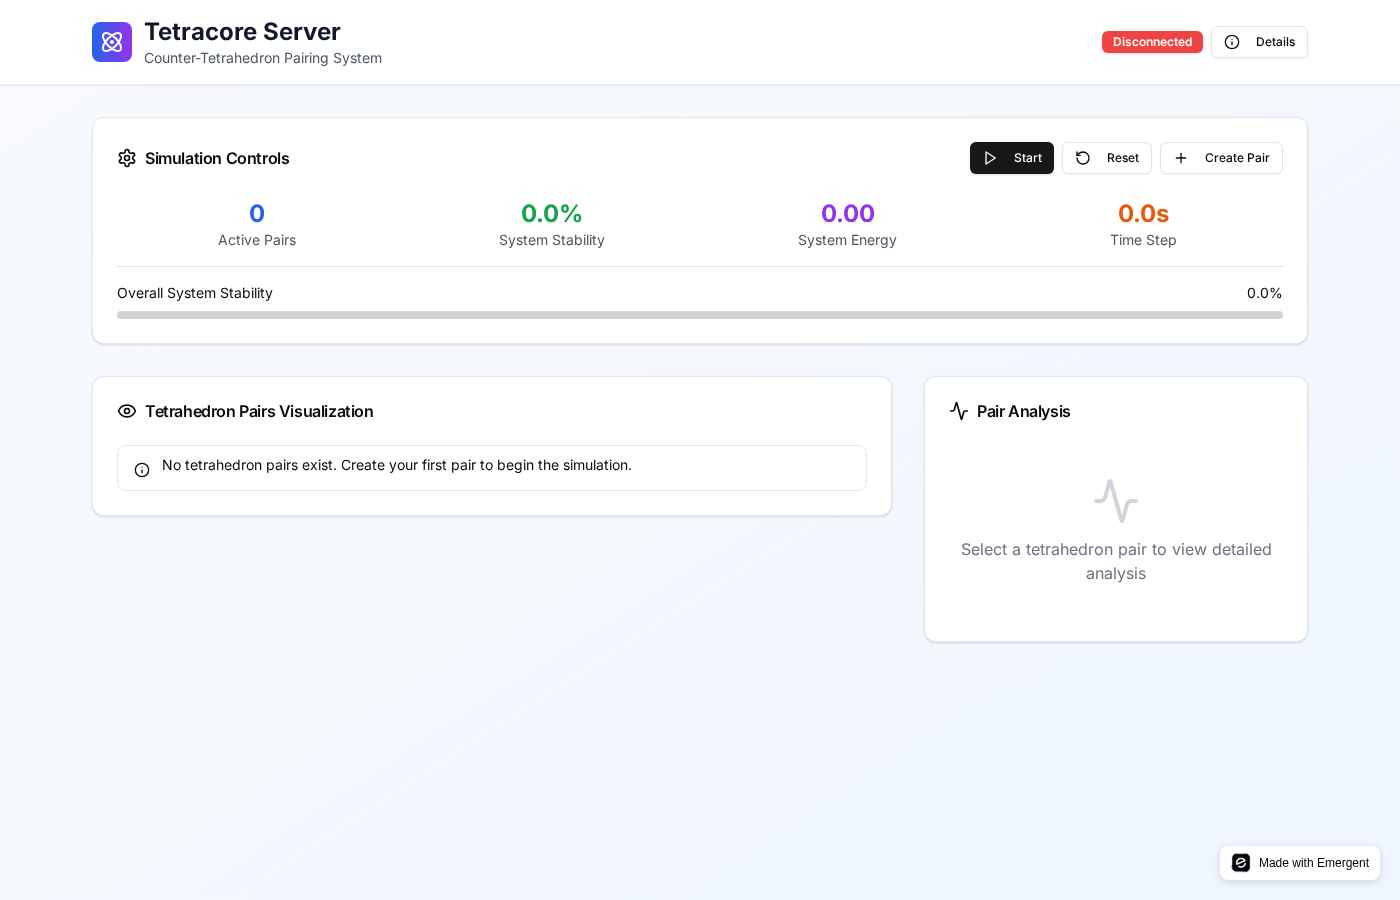 Tetracore Server
Counter-Tetrahedron Pairing System
Disconnected
Details
Simulation Controls
Start
Reset
Create Pair
0
Active Pairs
0.0%
System Stability
0.00
System Energy
0.0s
Time Step
Overall System Stability
0.0%
Tetrahedron Pairs Visualization
No tetrahedron pairs exist. Create your first pair to begin the simulation.
Pair Analysis
Select a tetrahedron pair to view detailed
analysis
Made with Emergent